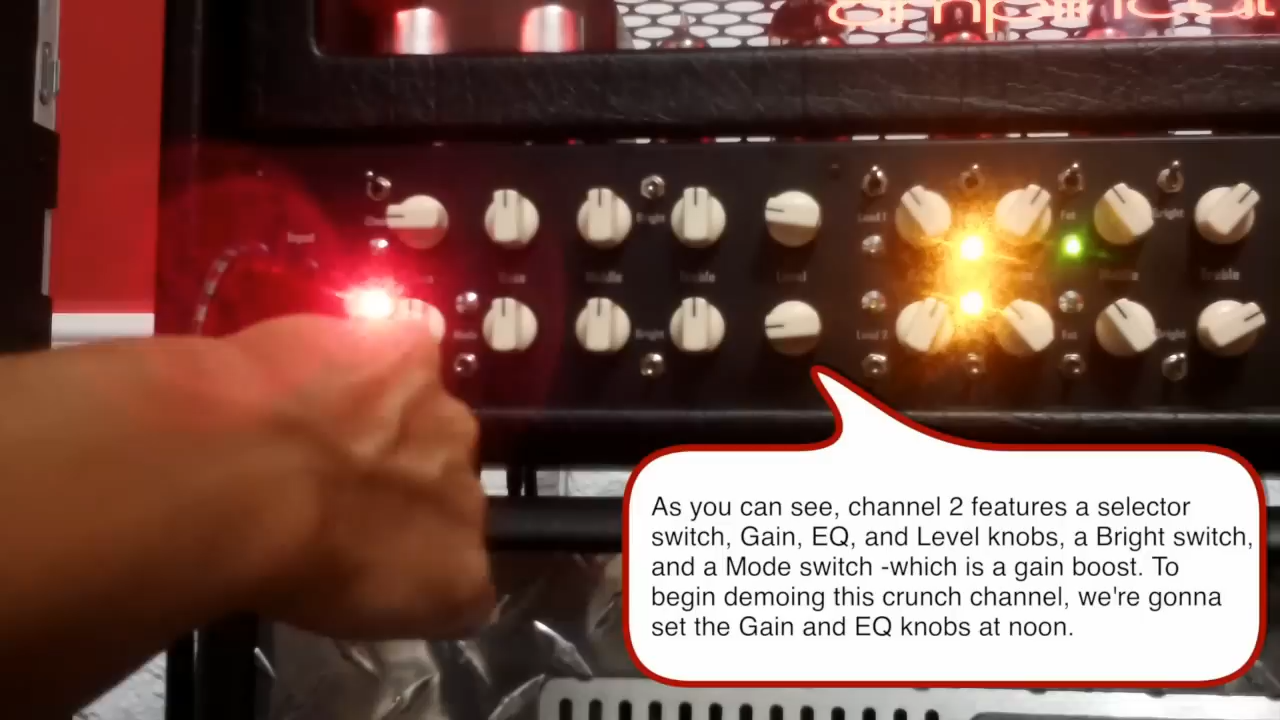 Input
Bright
Lead 1
Fat
Bright
Bass
Middle
Treble
Level
Middle
Treble
Mode
Bright
Lead 2
Fat
Bright
As you can see, channel 2 features a selector
switch, Gain, EQ, and Level knobs, a Bright switch,
and a Mode switch -which is a gain boost. To
begin demoing this crunch channel, we're gonna
set the Gain and EQ knobs at noon.